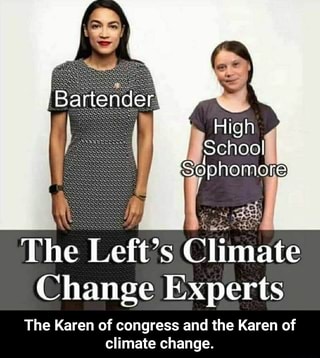 Bartender
High
School
Sophomore
The Left's Climate
Change Experts
The Karen of congress and the Karen of
climate change.